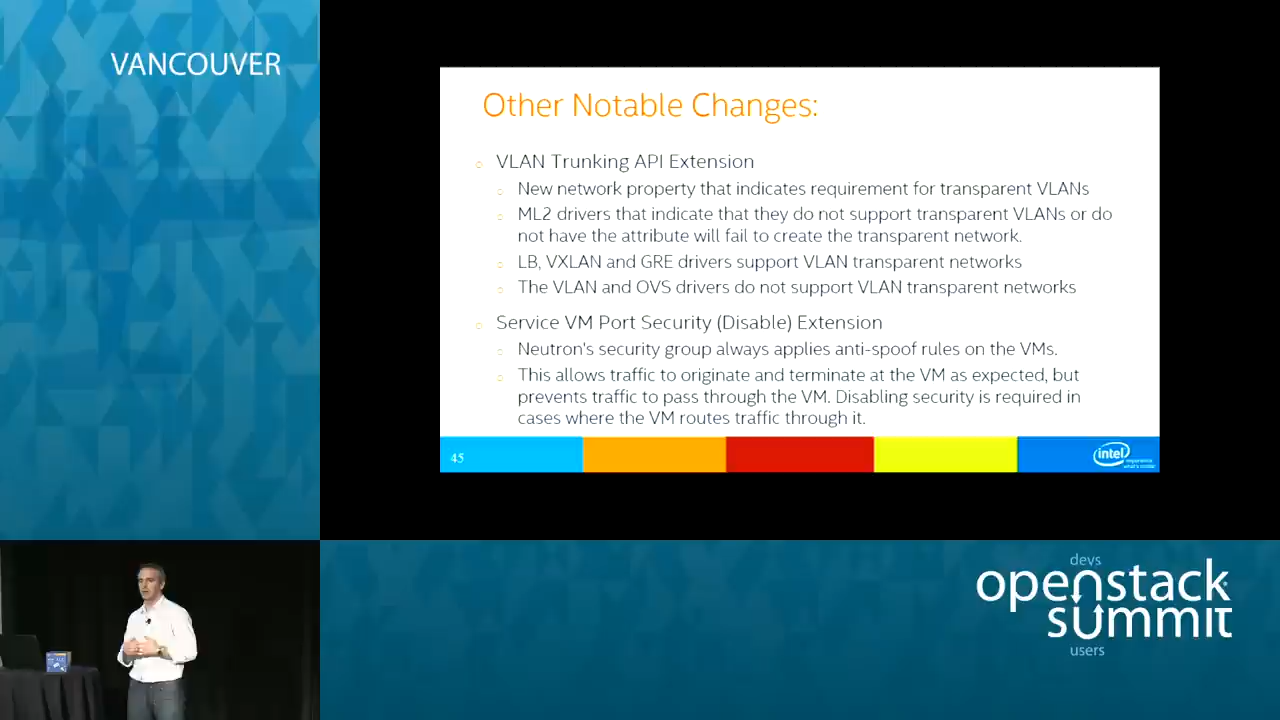 VANCOUVER
Other Notable Changes:
VLAN Trunking API Extension
New network property that indicates requirement for transparent VLANs
ML2 drivers that indicate that they do not support transparent VLANs or do
not have the attribute will fail to create the transparent network.
LB, VXLAN and GRE drivers support VLAN transparent networks
The VLAN and OVS drivers do not support VLAN transparent networks
Service VM Port Security (Disable) Extension
Neutron's security group always applies anti-spoof rules on the VMs.
This allows traffic to originate and terminate at the VM as expected, but
prevents traffic to pass through the VM. Disabling security is required in
cases where the VM routes traffic through it.
45
intel
devs
openstack
summit
users